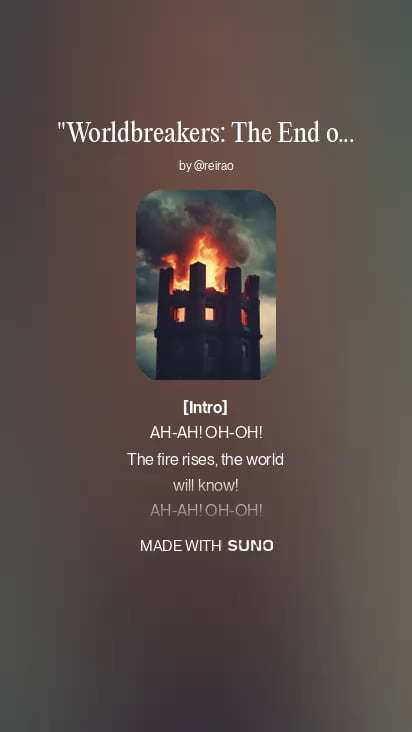 "Worldbreakers: The End o...
by @reirao
[Intro]
AH-AH! OH-OH!
The fire rises, the world
will know!
AH-AH! OH-OH!
MADE WITH SUNO